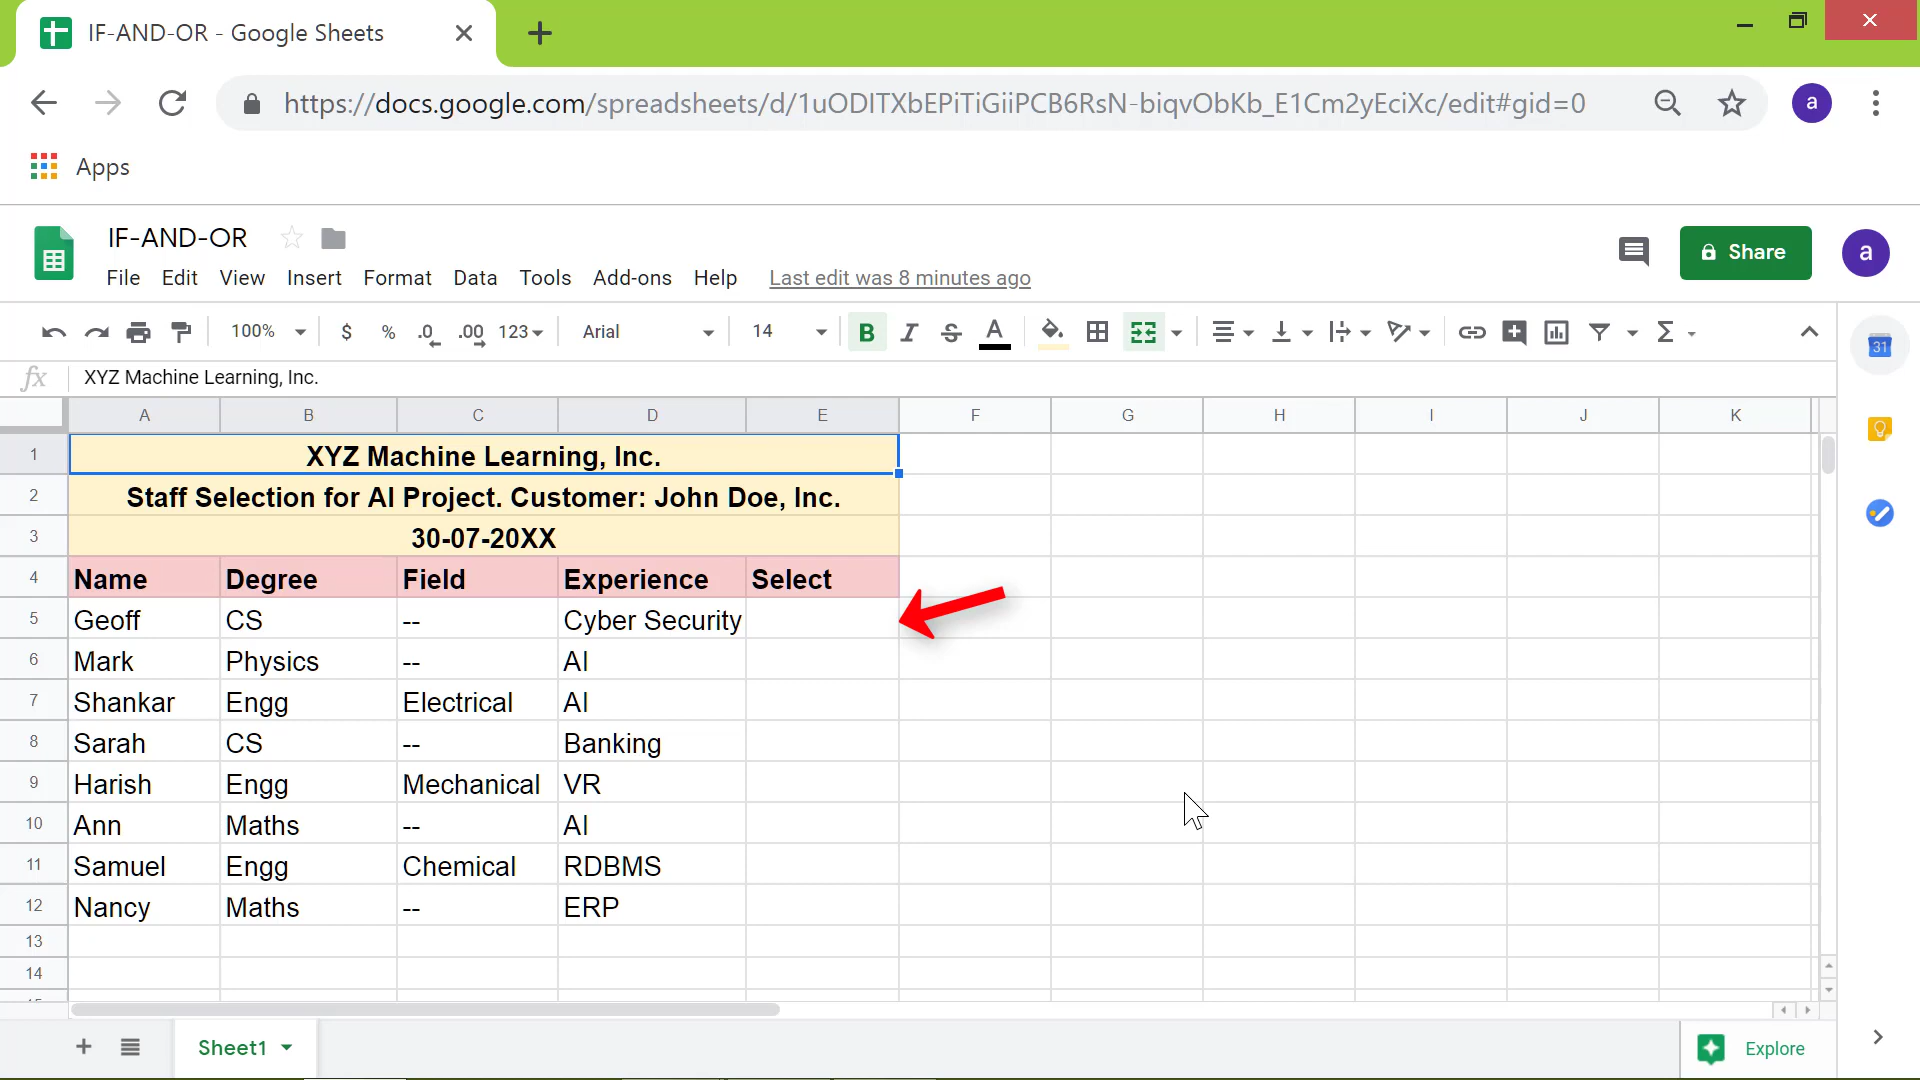 IF-AND-OR - Google Sheets
https://docs.google.com/spreadsheets/d/1uODITXbEPiTiGiiPCB6RsN-biqvObKb_E1Cm2yEciXc/edit#gid=0
a
Apps
IF-AND-OR
Share
a
File Edit View Insert Format Data Tools Add-ons Help Last edit was 8 minutes ago
100% $ % .0 .00 123 Arial 14 B I S A Σ
31
fx XYZ Machine Learning, Inc.
A B C D E F G H I J K
1 XYZ Machine Learning, Inc.
2 Staff Selection for AI Project. Customer: John Doe, Inc.
3 30-07-20XX
4 Name Degree Field Experience Select
5 Geoff CS -- Cyber Security
6 Mark Physics -- AI
7 Shankar Engg Electrical AI
8 Sarah CS -- Banking
9 Harish Engg Mechanical VR
10 Ann Maths -- AI
11 Samuel Engg Chemical RDBMS
12 Nancy Maths -- ERP
13
14
Sheet1
Explore